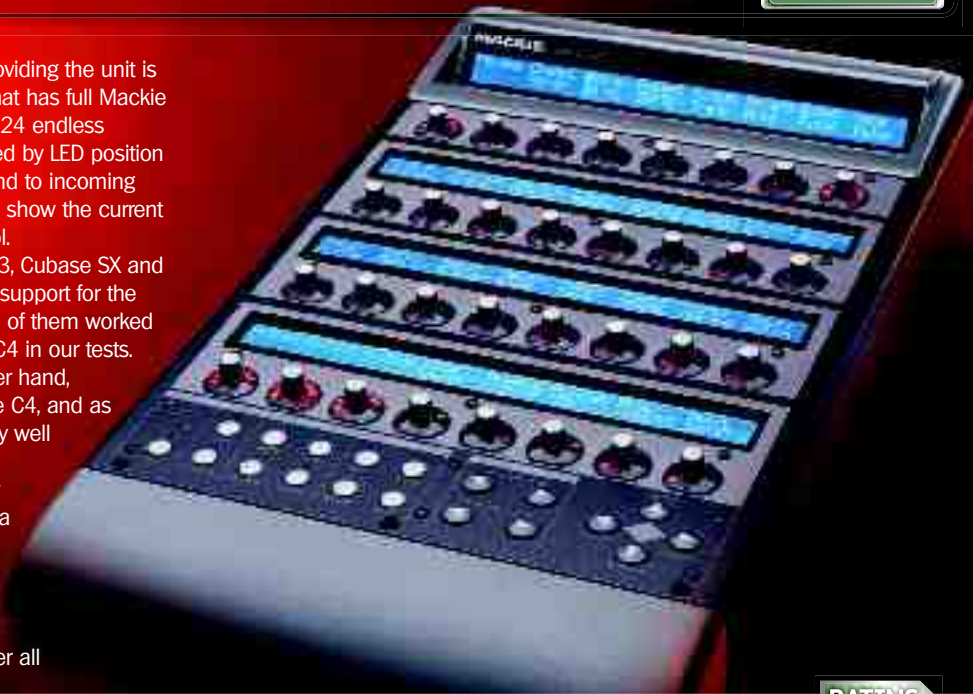 oviding the unit is
hat has full Mackie
24 endless
ed by LED position
nd to incoming
show the current
ol.
3, Cubase SX and
support for the
of them worked
C4 in our tests.
er hand,
e C4, and as
y well
a
er all
MACKIE
RATING